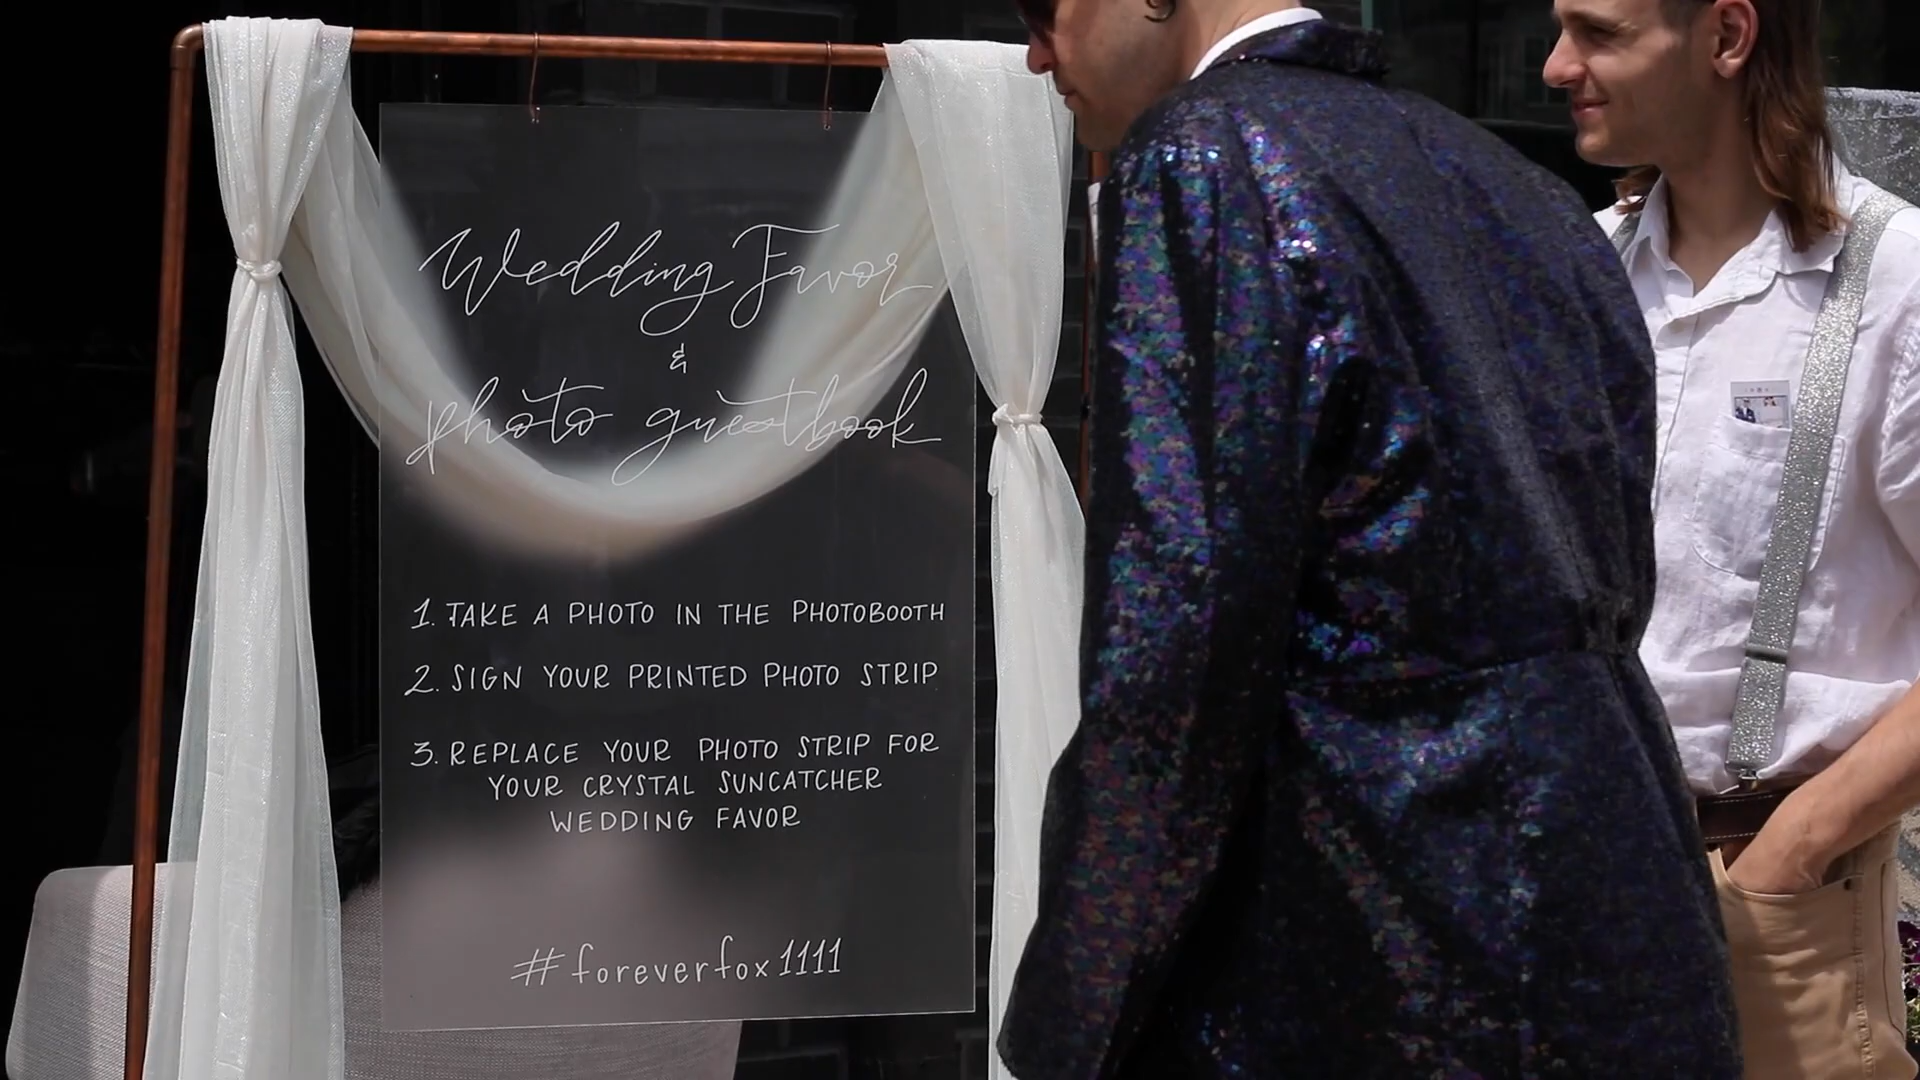 Wedding Favor
&
photo guestbook
1. TAKE A PHOTO IN THE PHOTOBOOTH
2. SIGN YOUR PRINTED PHOTO STRIP
3. REPLACE YOUR PHOTO STRIP FOR
YOUR CRYSTAL SUNCATCHER
WEDDING FAVOR
#foreverfox1111